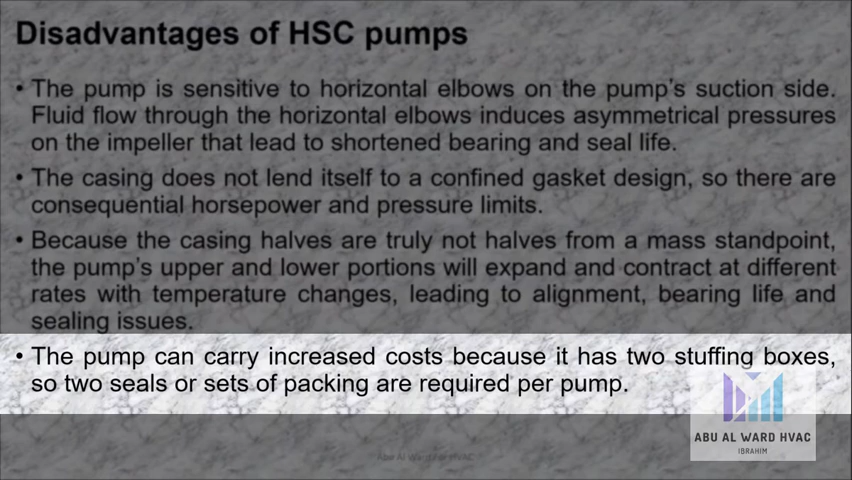 Disadvantages of HSC pumps
• The pump is sensitive to horizontal elbows on the pump's suction side.
Fluid flow through the horizontal elbows induces asymmetrical pressures
on the impeller that lead to shortened bearing and seal life.
• The casing does not lend itself to a confined gasket design, so there are
consequential horsepower and pressure limits.
• Because the casing halves are truly not halves from a mass standpoint,
the pump's upper and lower portions will expand and contract at different
rates with temperature changes, leading to alignment, bearing life and
sealing issues.
• The pump can carry increased costs because it has two stuffing boxes,
so two seals or sets of packing are required per pump.
ABU AL WARD HVAC
IBRAHIM
Abu Al Ward For HVAC